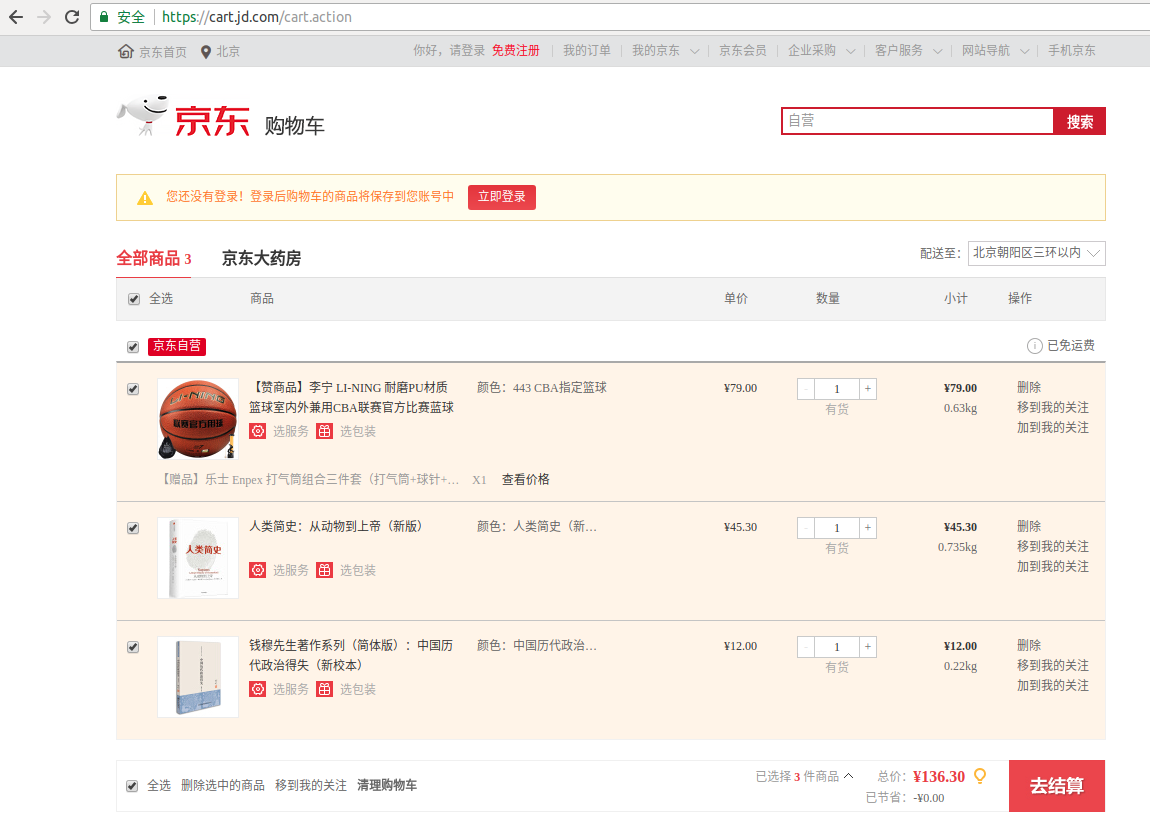 安全 https://cart.jd.com/cart.action
京东首页 北京 你好，请登录 免费注册 我的订单 我的京东 京东会员 企业采购 客户服务 网站导航 手机京东
京东 购物车 自营 搜索
您还没有登录！登录后购物车的商品将保存到您账号中 立即登录
全部商品 3 京东大药房 配送至： 北京朝阳区三环以内
全选 商品 单价 数量 小计 操作
京东自营 已免运费
【赞商品】李宁 LI-NING 耐磨PU材质 颜色：443 CBA指定篮球 ¥79.00 - 1 + ¥79.00 删除
篮球室内外兼用CBA联赛官方比赛蓝球 有货 0.63kg 移到我的关注
选服务 选包装 加到我的关注
LI-NING
联赛官方用球
【赠品】乐士 Enpex 打气筒组合三件套（打气筒+球针+… X1 查看价格
人类简史：从动物到上帝（新版） 颜色：人类简史（新… ¥45.30 - 1 + ¥45.30 删除
有货 0.735kg 移到我的关注
选服务 选包装 加到我的关注
人类简史
钱穆先生著作系列（简体版）：中国历 颜色：中国历代政治… ¥12.00 - 1 + ¥12.00 删除
代政治得失（新校本） 有货 0.22kg 移到我的关注
选服务 选包装 加到我的关注
全选 删除选中的商品 移到我的关注 清理购物车 已选择 3 件商品 总价： ¥136.30 去结算
已节省： -¥0.00